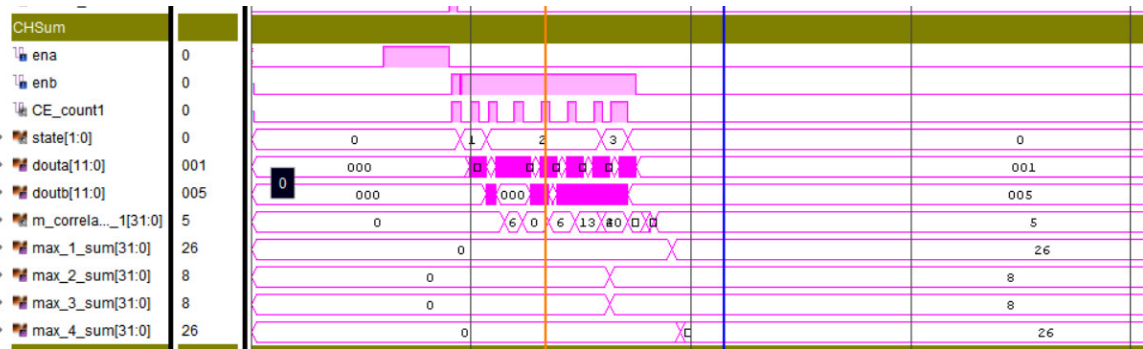 CHSum
ena 0
enb 0
CE_count1 0
state[1:0] 0 0 1 2 3 0
douta[11:0] 001 000 001
doutb[11:0] 005 0 000 000 005
m_correla..._1[31:0] 5 0 6 0 6 13 5
max_1_sum[31:0] 26 0 26
max_2_sum[31:0] 8 0 8
max_3_sum[31:0] 8 0 8
max_4_sum[31:0] 26 0 26